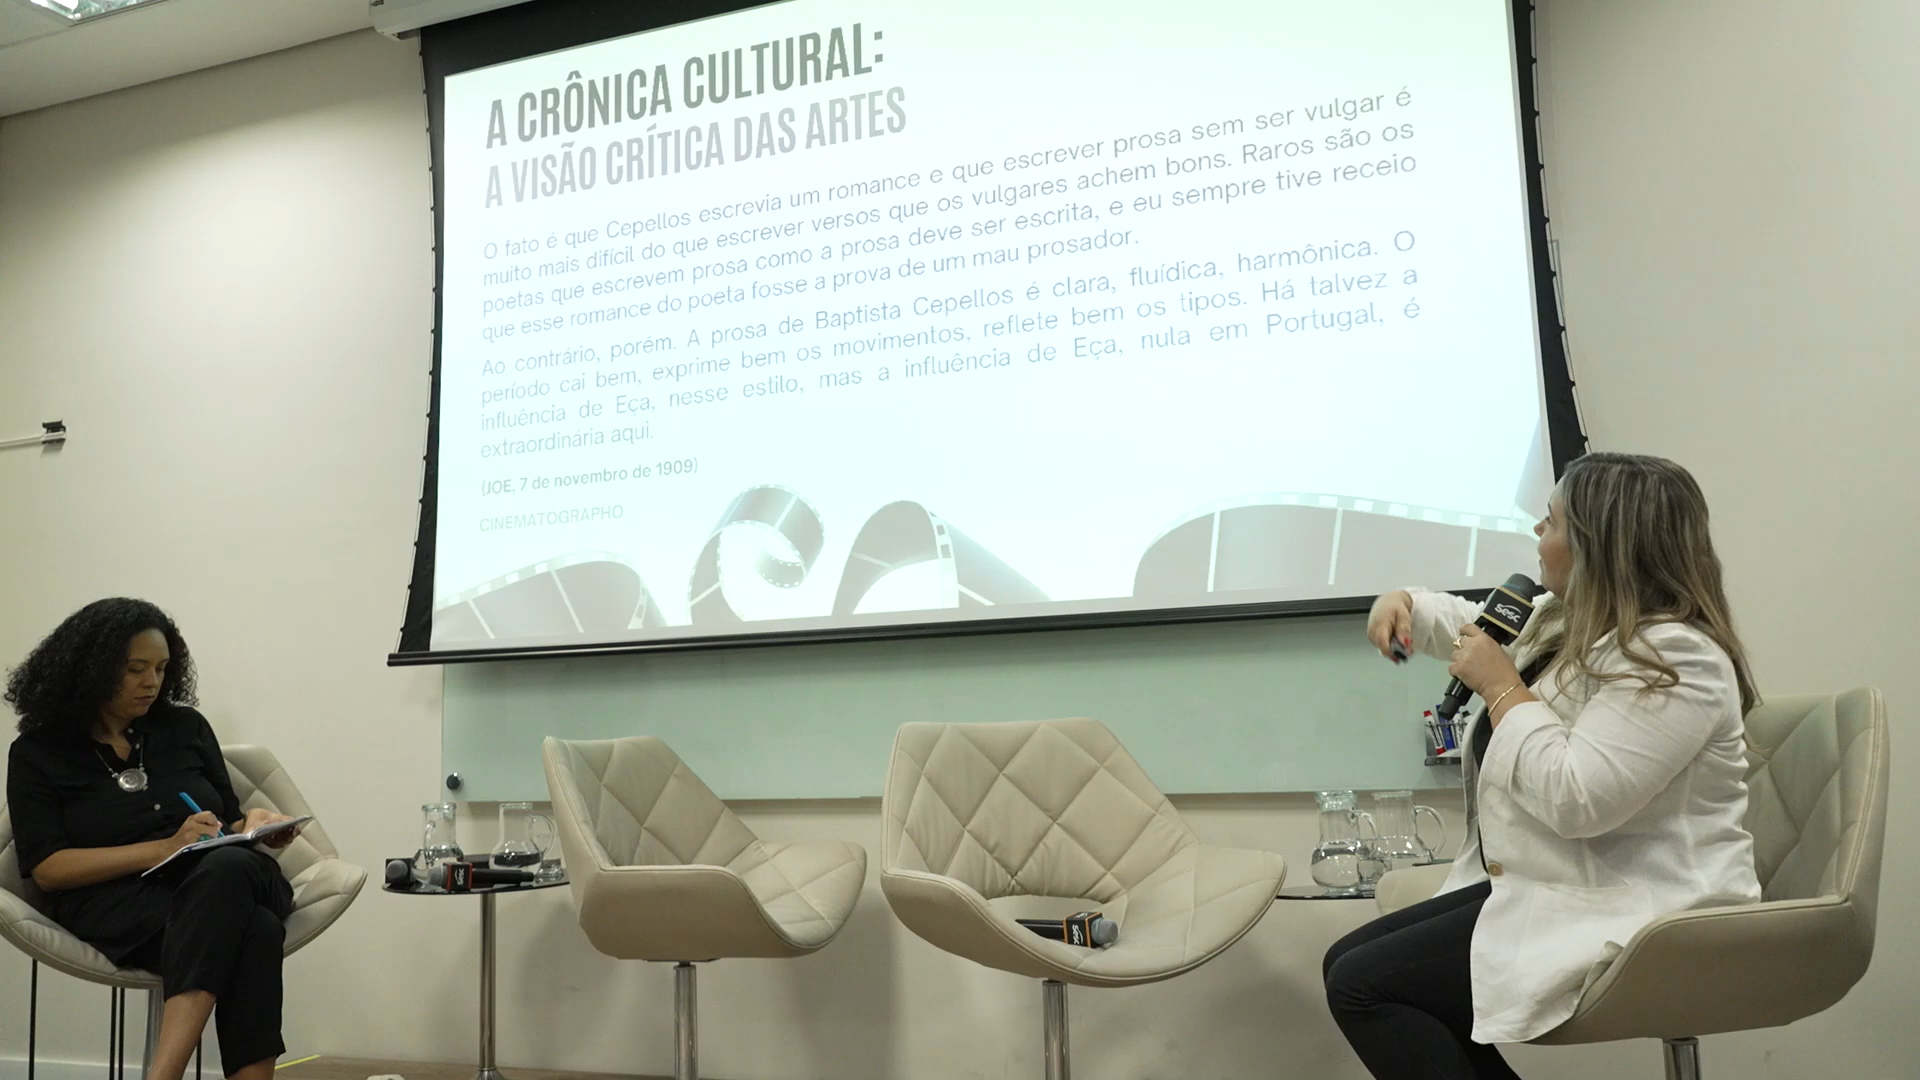 A CRÔNICA CULTURAL:
A VISÃO CRÍTICA DAS ARTES
O fato é que Cepellos escrevia um romance e que escrever prosa sem ser vulgar é
muito mais difícil do que escrever versos que os vulgares achem bons. Raros são os
poetas que escrevem prosa como a prosa deve ser escrita, e eu sempre tive receio
que esse romance do poeta fosse a prova de um mau prosador.
Ao contrário, porém. A prosa de Baptista Cepellos é clara, fluídica, harmônica. O
período cai bem, exprime bem os movimentos, reflete bem os tipos. Há talvez a
influência de Eça, nesse estilo, mas a influência de Eça, nula em Portugal, é
extraordinária aqui.
(JOE, 7 de novembro de 1909)
CINEMATOGRAPHO
Sesc
Sesc
Sesc